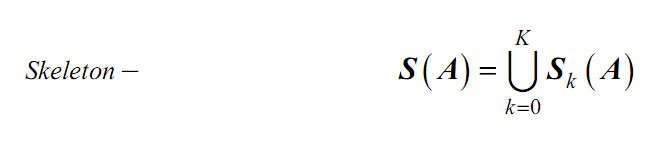 Skeleton – S(A) = ⋃_{k=0}^{K} S_k(A)